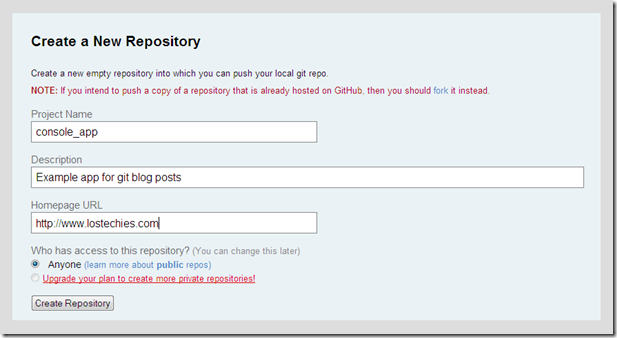 Create a New Repository
Create a new empty repository into which you can push your local git repo.
NOTE: If you intend to push a copy of a repository that is already hosted on GitHub, then you should fork it instead.
Project Name
console_app
Description
Example app for git blog posts
Homepage URL
http://www.lostechies.com
Who has access to this repository? (You can change this later)
Anyone (learn more about public repos)
Upgrade your plan to create more private repositories!
Create Repository